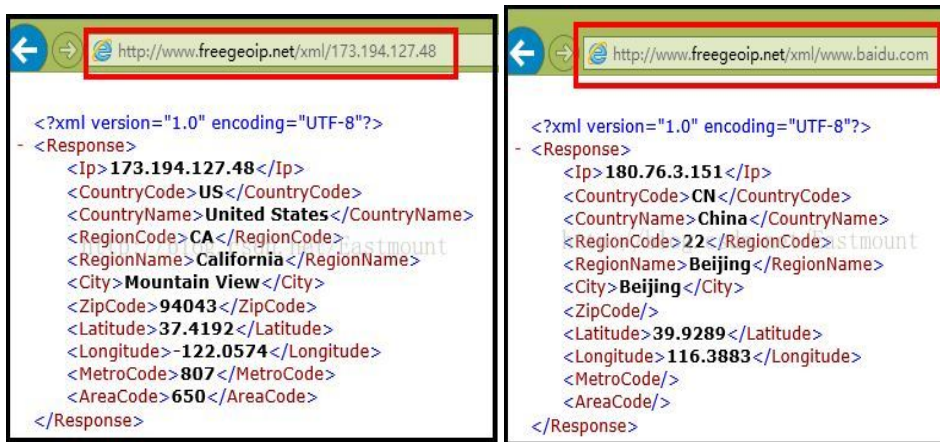 http://www.freegeoip.net/xml/173.194.127.48
<?xml version="1.0" encoding="UTF-8"?>
- <Response>
<Ip>173.194.127.48</Ip>
<CountryCode>US</CountryCode>
<CountryName>United States</CountryName>
<RegionCode>CA</RegionCode>
<RegionName>California</RegionName>
<City>Mountain View</City>
<ZipCode>94043</ZipCode>
<Latitude>37.4192</Latitude>
<Longitude>-122.0574</Longitude>
<MetroCode>807</MetroCode>
<AreaCode>650</AreaCode>
</Response>
http://www.freegeoip.net/xml/www.baidu.com
<?xml version="1.0" encoding="UTF-8"?>
- <Response>
<Ip>180.76.3.151</Ip>
<CountryCode>CN</CountryCode>
<CountryName>China</CountryName>
<RegionCode>22</RegionCode>
<RegionName>Beijing</RegionName>
<City>Beijing</City>
<ZipCode/>
<Latitude>39.9289</Latitude>
<Longitude>116.3883</Longitude>
<MetroCode/>
<AreaCode/>
</Response>